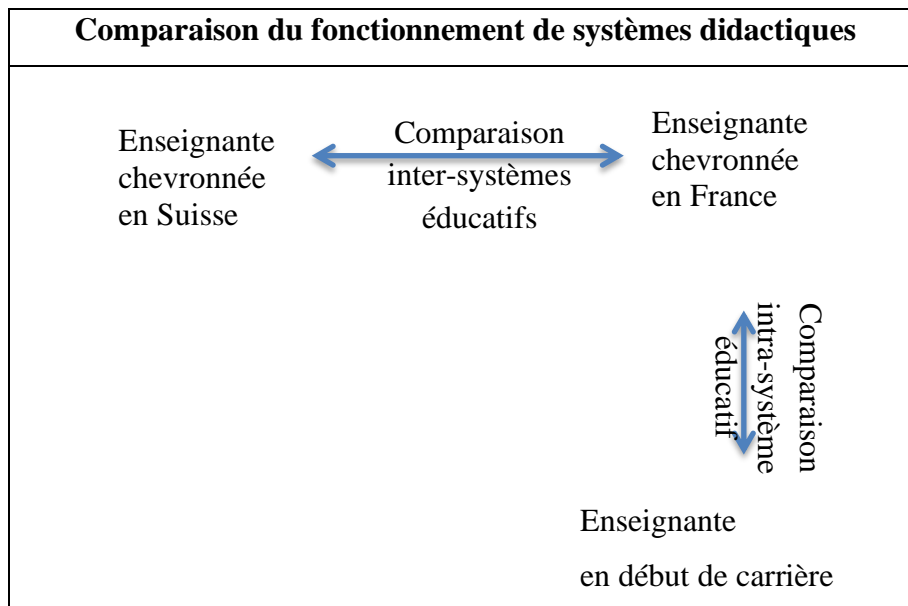 Comparaison du fonctionnement de systèmes didactiques
Enseignante
chevronnée
en Suisse
Comparaison
inter-systèmes
éducatifs
Enseignante
chevronnée
en France
Comparaison
intra-système
éducatif
Enseignante
en début de carrière